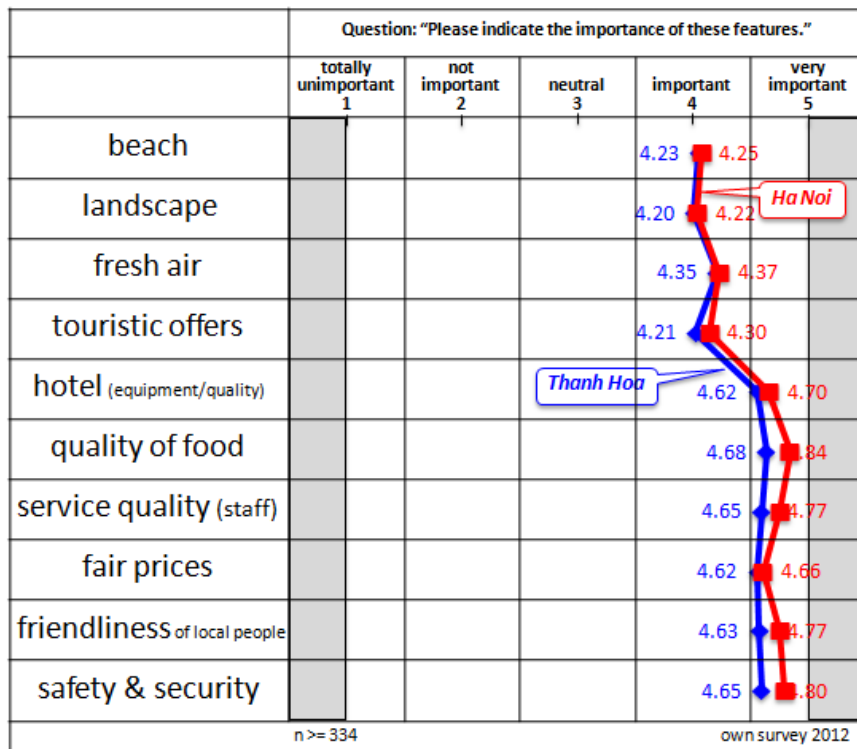 Question: “Please indicate the importance of these features.”
totally unimportant 1
not important 2
neutral 3
important 4
very important 5
beach 4.23 4.25
Ha Noi
landscape 4.20 4.22
fresh air 4.35 4.37
touristic offers 4.21 4.30
Thanh Hoa
hotel (equipment/quality) 4.62 4.70
quality of food 4.68 .84
service quality (staff) 4.65 4.77
fair prices 4.62 4.66
friendliness of local people 4.63 4.77
safety & security 4.65 .80
n >= 334 own survey 2012